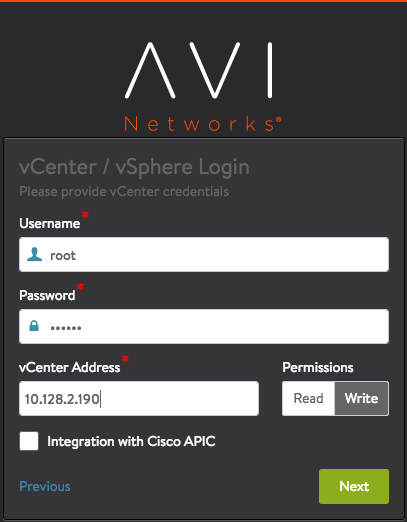 AVI
Networks®
vCenter / vSphere Login
Please provide vCenter credentials
Username*
root
Password*
••••••
vCenter Address* Permissions
10.128.2.190 Read Write
Integration with Cisco APIC
Previous Next